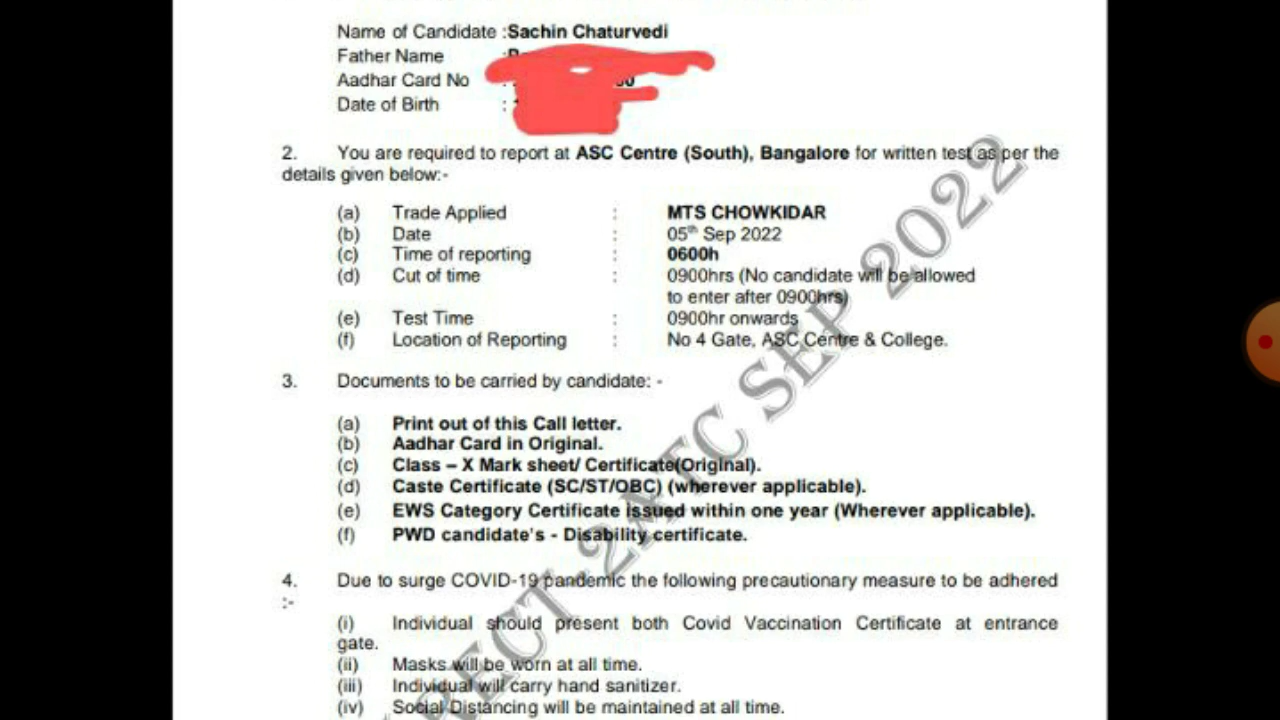 Name of Candidate :Sachin Chaturvedi
Father Name :
Aadhar Card No :
Date of Birth :
2. You are required to report at ASC Centre (South), Bangalore for written test as per the
details given below:-
(a) Trade Applied : MTS CHOWKIDAR
(b) Date : 05th Sep 2022
(c) Time of reporting : 0600h
(d) Cut of time : 0900hrs (No candidate will be allowed
to enter after 0900hrs)
(e) Test Time : 0900hr onwards
(f) Location of Reporting : No 4 Gate, ASC Centre & College.
3. Documents to be carried by candidate: -
(a) Print out of this Call letter.
(b) Aadhar Card in Original.
(c) Class – X Mark sheet/ Certificate(Original).
(d) Caste Certificate (SC/ST/OBC) (wherever applicable).
(e) EWS Category Certificate issued within one year (Wherever applicable).
(f) PWD candidate's - Disability certificate.
4. Due to surge COVID-19 pandemic the following precautionary measure to be adhered
:-
(i) Individual should present both Covid Vaccination Certificate at entrance
gate.
(ii) Masks will be worn at all time.
(iii) Individual will carry hand sanitizer.
(iv) Social Distancing will be maintained at all time.
RECT-2ATC SEP 2022